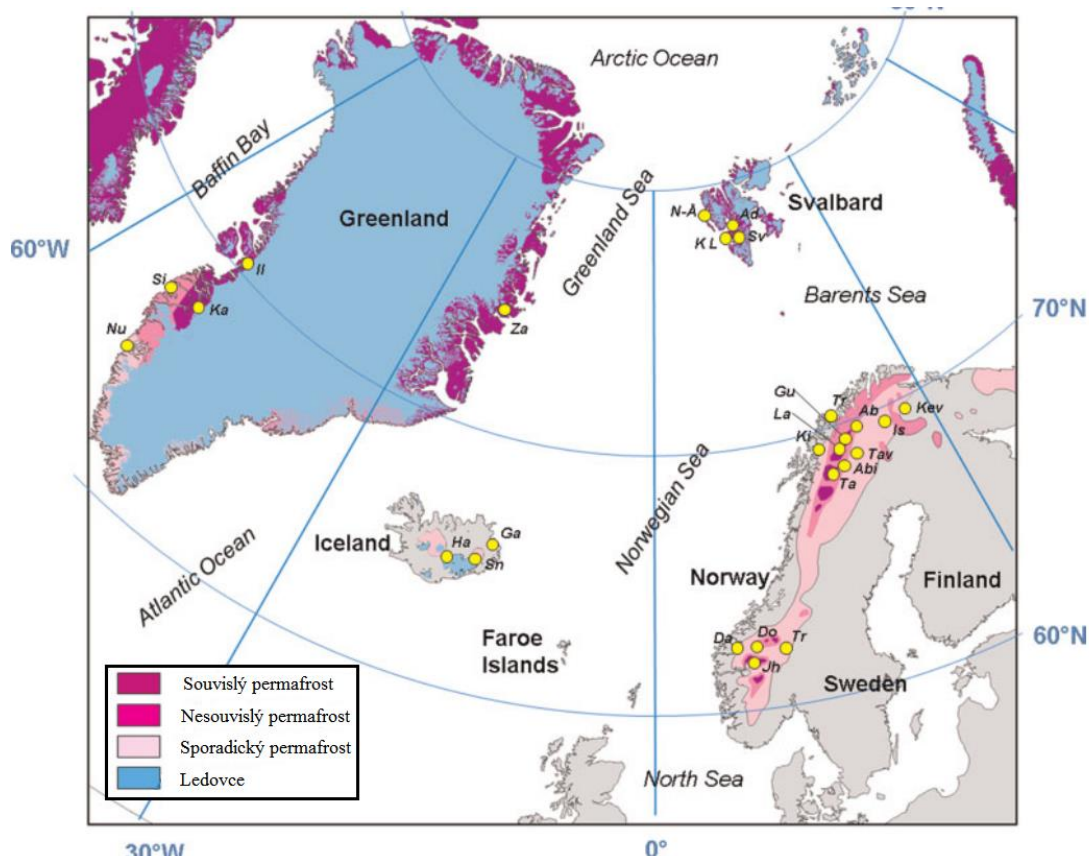 Arctic Ocean
Baffin Bay
Greenland
Greenland Sea
Svalbard
N-Å
Ad
K L
Sv
60°W
Barents Sea
Si
Il
Ka
Nu
Za
70°N
Gu
Tr
La
Ab
Kev
Is
Ki
Tav
Abi
Ta
Norwegian Sea
Iceland
Ha
Ga
Sn
Atlantic Ocean
Norway
Finland
Faroe
Islands
Da
Do
Tr
Jh
60°N
Sweden
Souvislý permafrost
Nesouvislý permafrost
Sporadický permafrost
Ledovce
North Sea
30°W
0°